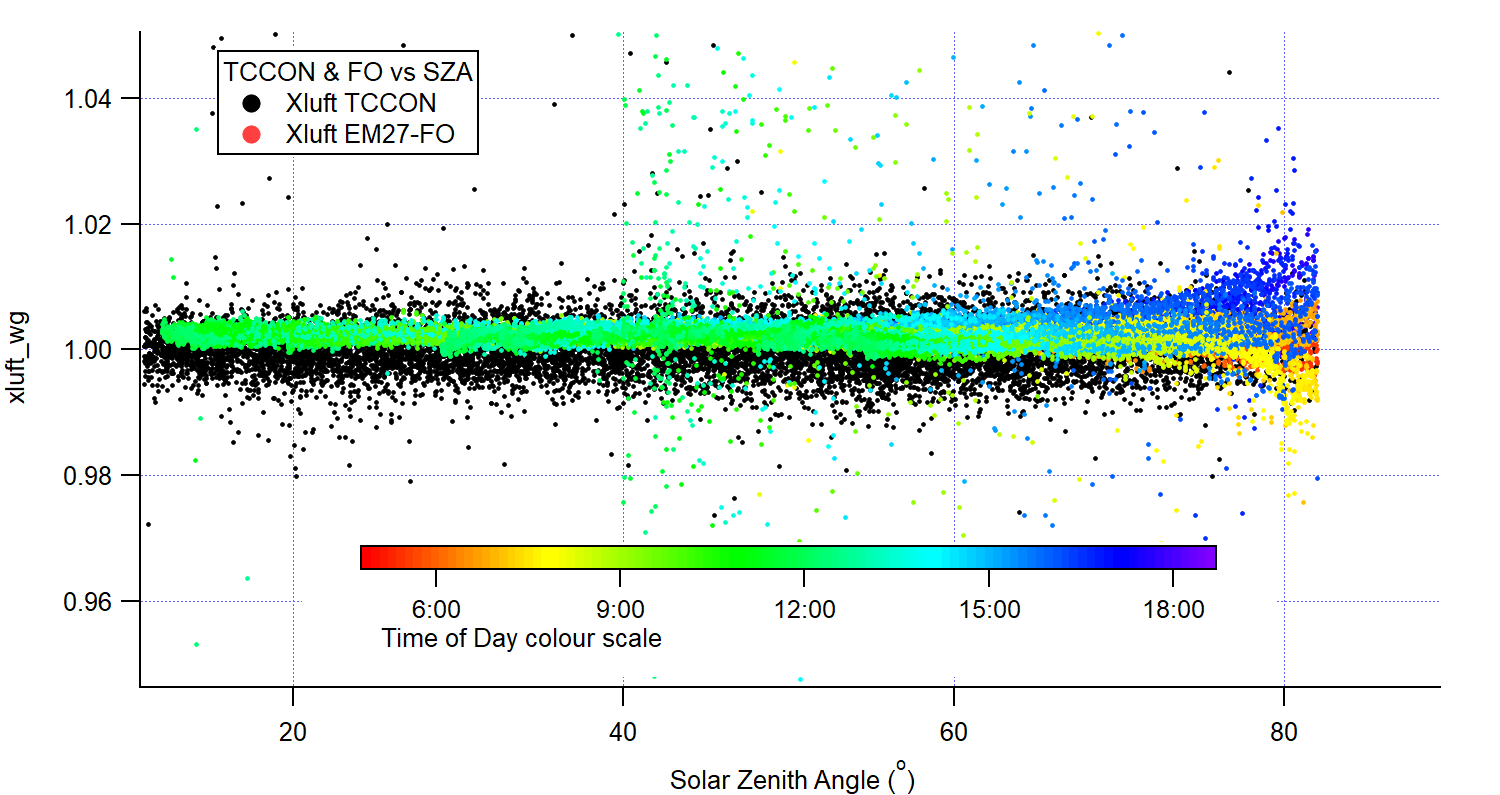 TCCON & FO vs SZA
Xluft TCCON
Xluft EM27-FO
1.04
1.02
1.00
0.98
0.96
xluft_wg
6:00 9:00 12:00 15:00 18:00
Time of Day colour scale
20 40 60 80
Solar Zenith Angle (°)